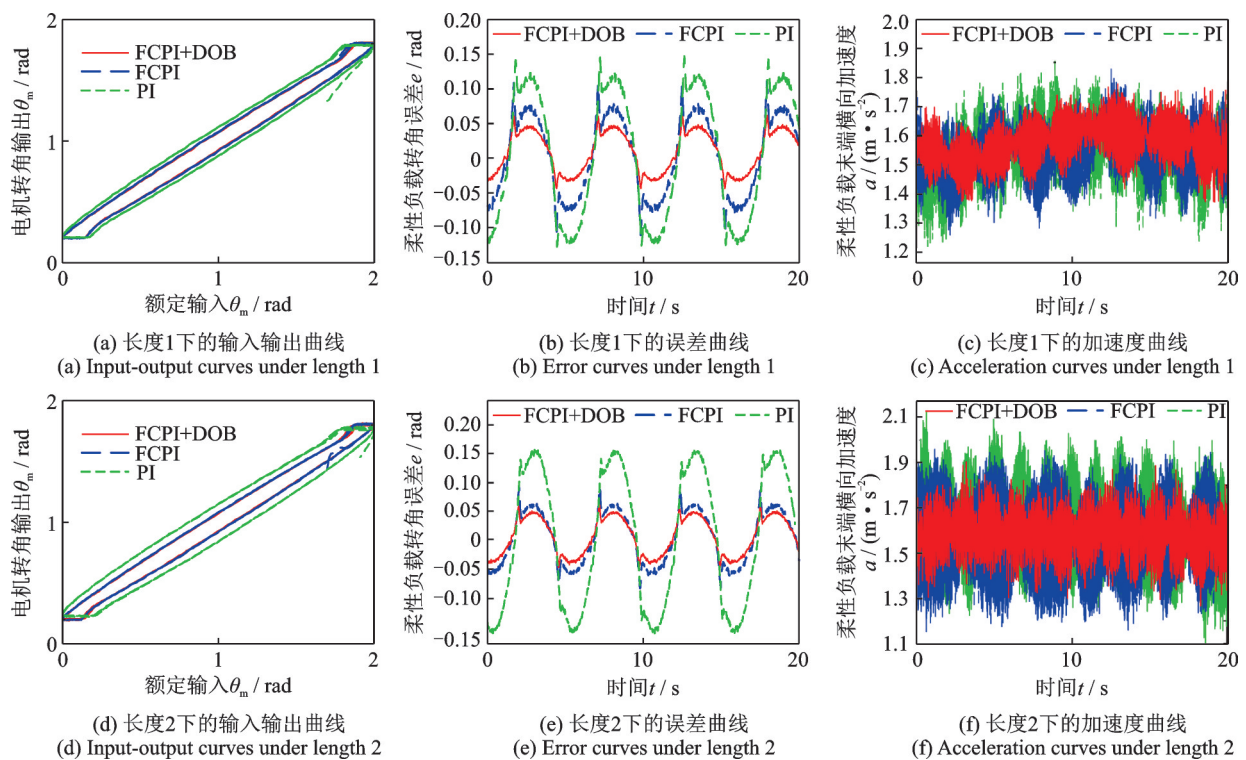 电机转角输出θm / rad
2
1
0
0
1
2
FCPI+DOB
FCPI
PI
额定输入θm / rad
(a) 长度1下的输入输出曲线
(a) Input-output curves under length 1
柔性负载转角误差e / rad
0.20
0.15
0.10
0.05
0
−0.05
−0.10
−0.15
0
10
20
FCPI+DOB FCPI PI
时间t / s
(b) 长度1下的误差曲线
(b) Error curves under length 1
柔性负载末端横向加速度
a / (m • s⁻²)
2.0
1.9
1.8
1.7
1.6
1.5
1.4
1.3
1.2
0
10
20
FCPI+DOB FCPI PI
时间t / s
(c) 长度1下的加速度曲线
(c) Acceleration curves under length 1
电机转角输出θm / rad
2
1
0
0
1
2
FCPI+DOB
FCPI
PI
额定输入θm / rad
(d) 长度2下的输入输出曲线
(d) Input-output curves under length 2
柔性负载转角误差e / rad
0.20
0.15
0.10
0.05
0
−0.05
−0.10
−0.15
0
10
20
FCPI+DOB FCPI PI
时间t / s
(e) 长度2下的误差曲线
(e) Error curves under length 2
柔性负载末端横向加速度
a / (m • s⁻²)
2.1
1.9
1.7
1.5
1.3
1.1
0
10
20
FCPI+DOB FCPI PI
时间t / s
(f) 长度2下的加速度曲线
(f) Acceleration curves under length 2